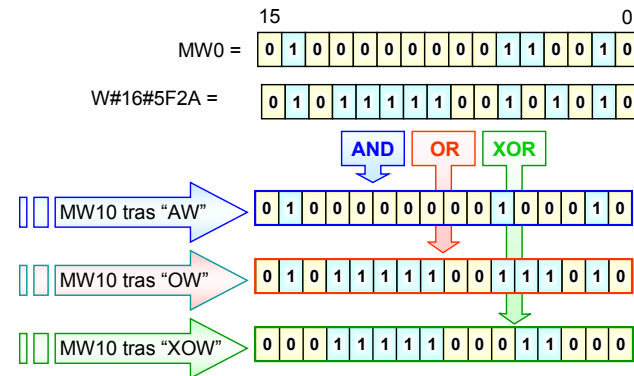 15 0
MW0 = 0 1 0 0 0 0 0 0 0 0 1 1 0 0 1 0
W#16#5F2A = 0 1 0 1 1 1 1 1 0 0 1 0 1 0 1 0
AND OR XOR
MW10 tras “AW” 0 1 0 0 0 0 0 0 0 0 1 0 0 0 1 0
MW10 tras “OW” 0 1 0 1 1 1 1 1 0 0 1 1 1 0 1 0
MW10 tras “XOW” 0 0 0 1 1 1 1 1 0 0 0 1 1 0 0 0